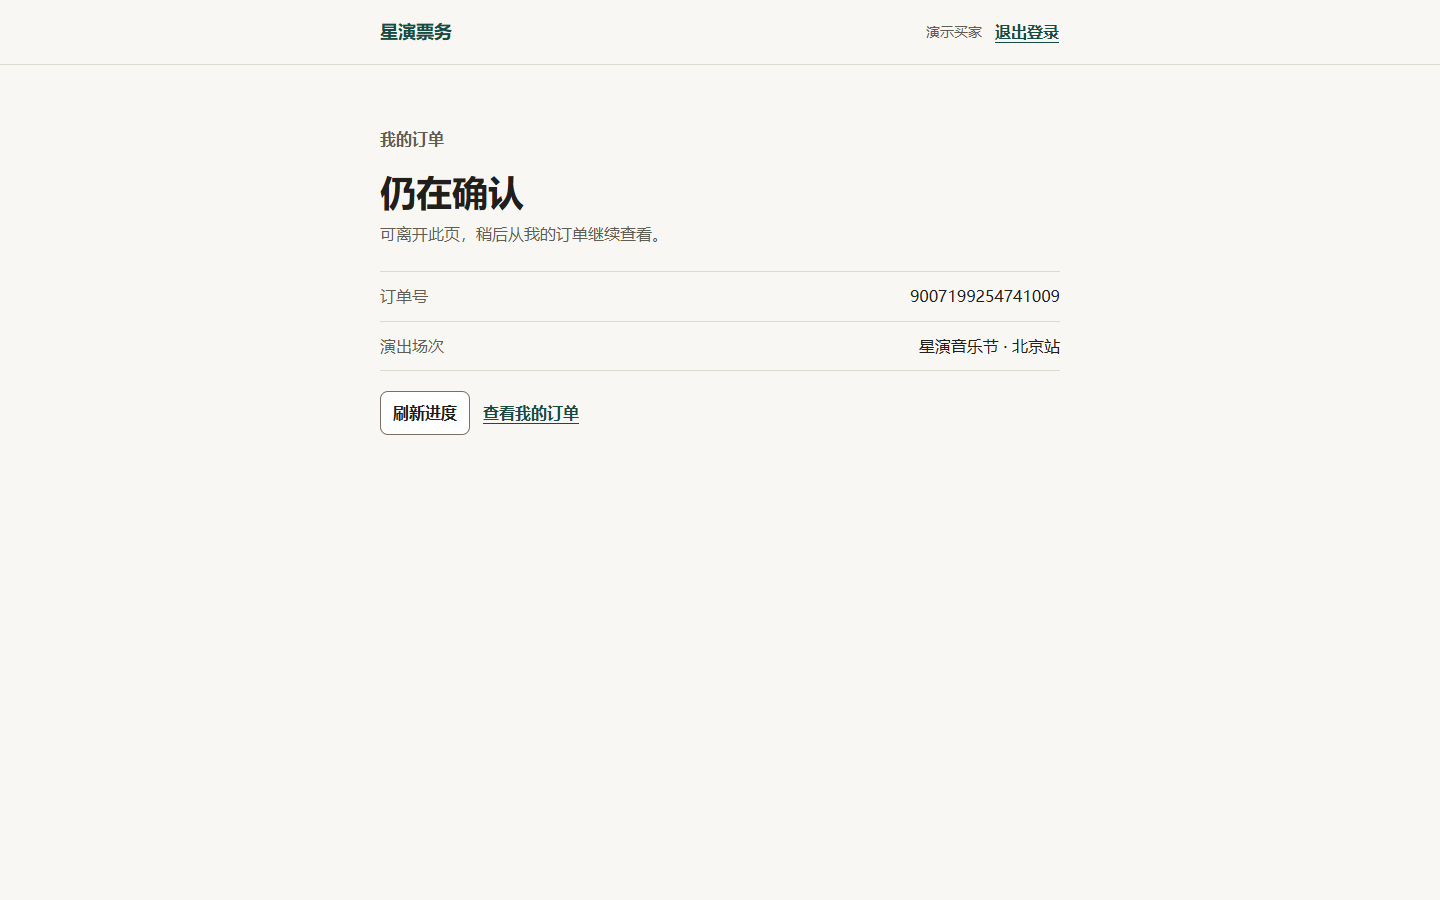 星演票务
演示买家 退出登录
我的订单
仍在确认
可离开此页，稍后从我的订单继续查看。
订单号 9007199254741009
演出场次 星演音乐节 · 北京站
刷新进度 查看我的订单